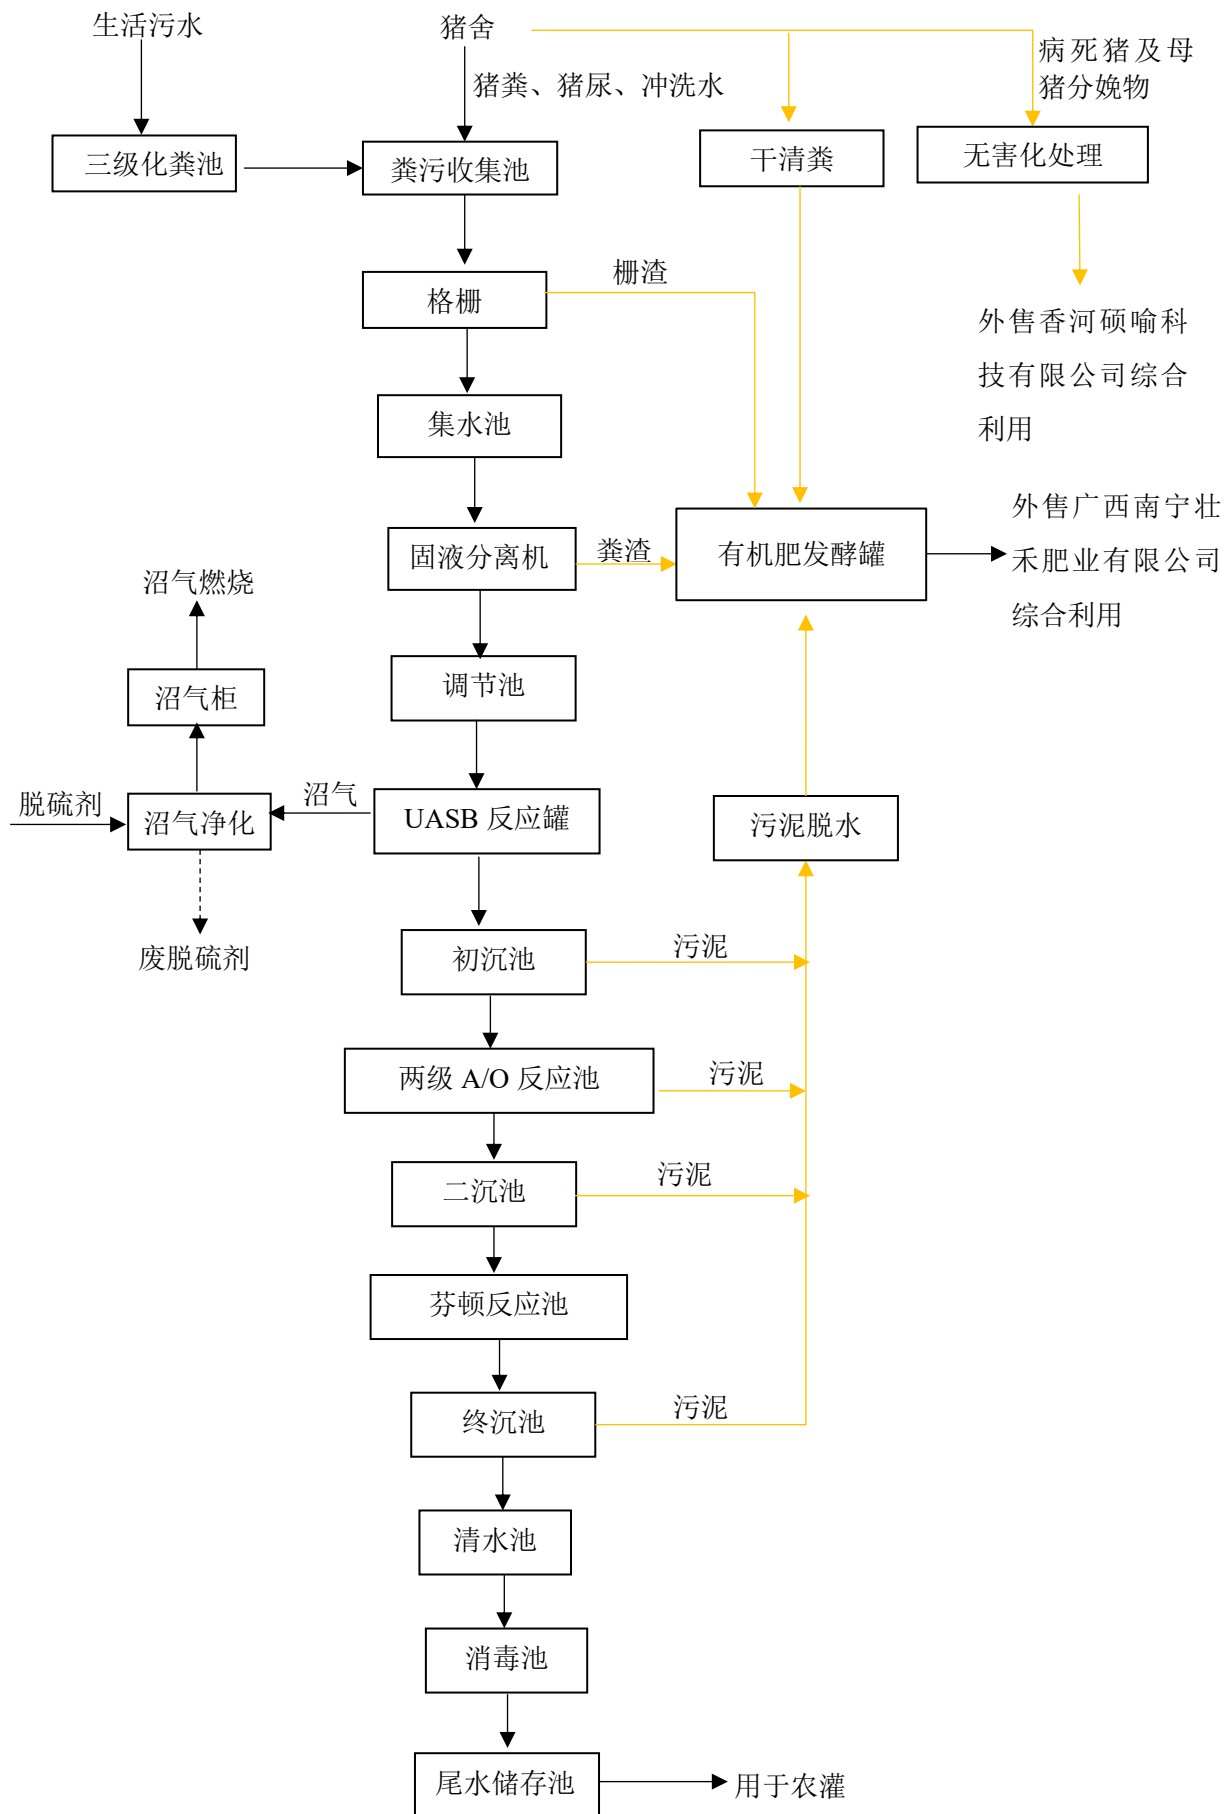 生活污水
猪舍
病死猪及母
猪分娩物
猪粪、猪尿、冲洗水
三级化粪池
粪污收集池
干清粪
无害化处理
栅渣
格栅
外售香河硕喻科
技有限公司综合
利用
集水池
外售广西南宁壮
禾肥业有限公司
综合利用
固液分离机
粪渣
有机肥发酵罐
沼气燃烧
调节池
沼气柜
脱硫剂
沼气净化
沼气
UASB 反应罐
污泥脱水
废脱硫剂
初沉池
污泥
两级 A/O 反应池
污泥
二沉池
污泥
芬顿反应池
终沉池
污泥
清水池
消毒池
尾水储存池
用于农灌